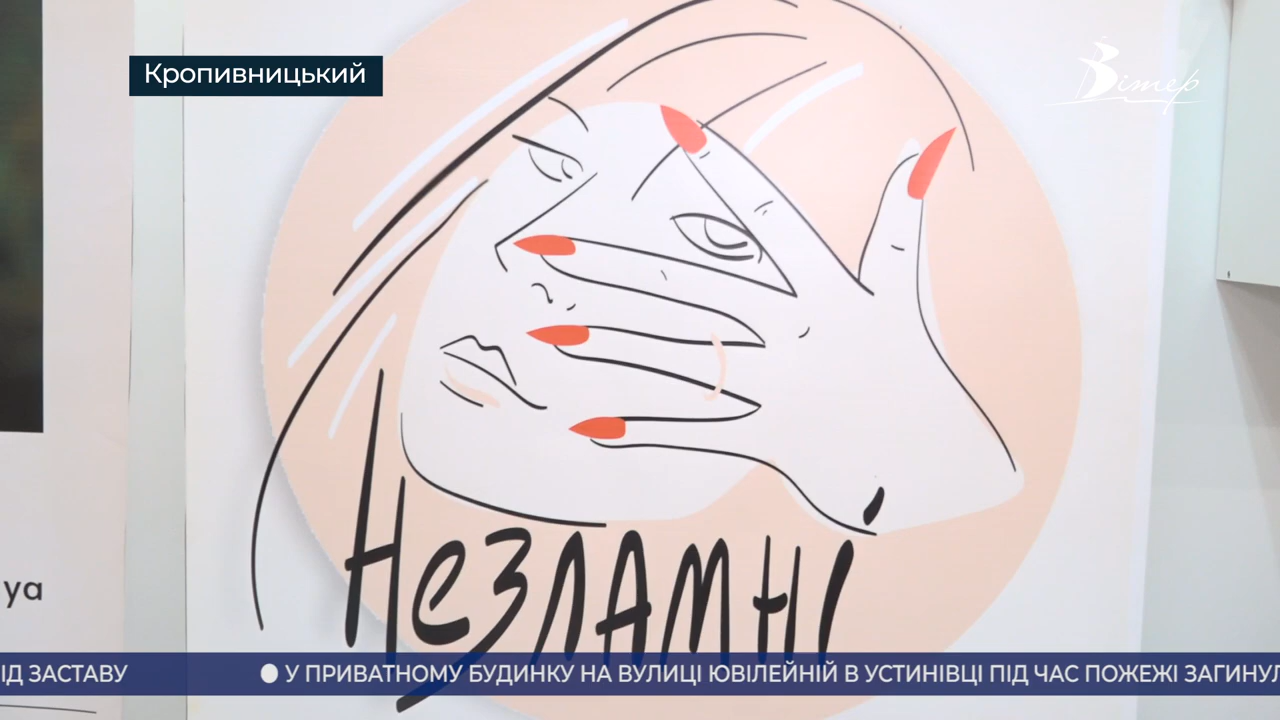 Кропивницький
Вітер
Незламні
уа
ІД ЗАСТАВУ
У ПРИВАТНОМУ БУДИНКУ НА ВУЛИЦІ ЮВІЛЕЙНІЙ В УСТИНІВЦІ ПІД ЧАС ПОЖЕЖІ ЗАГИНУЛ